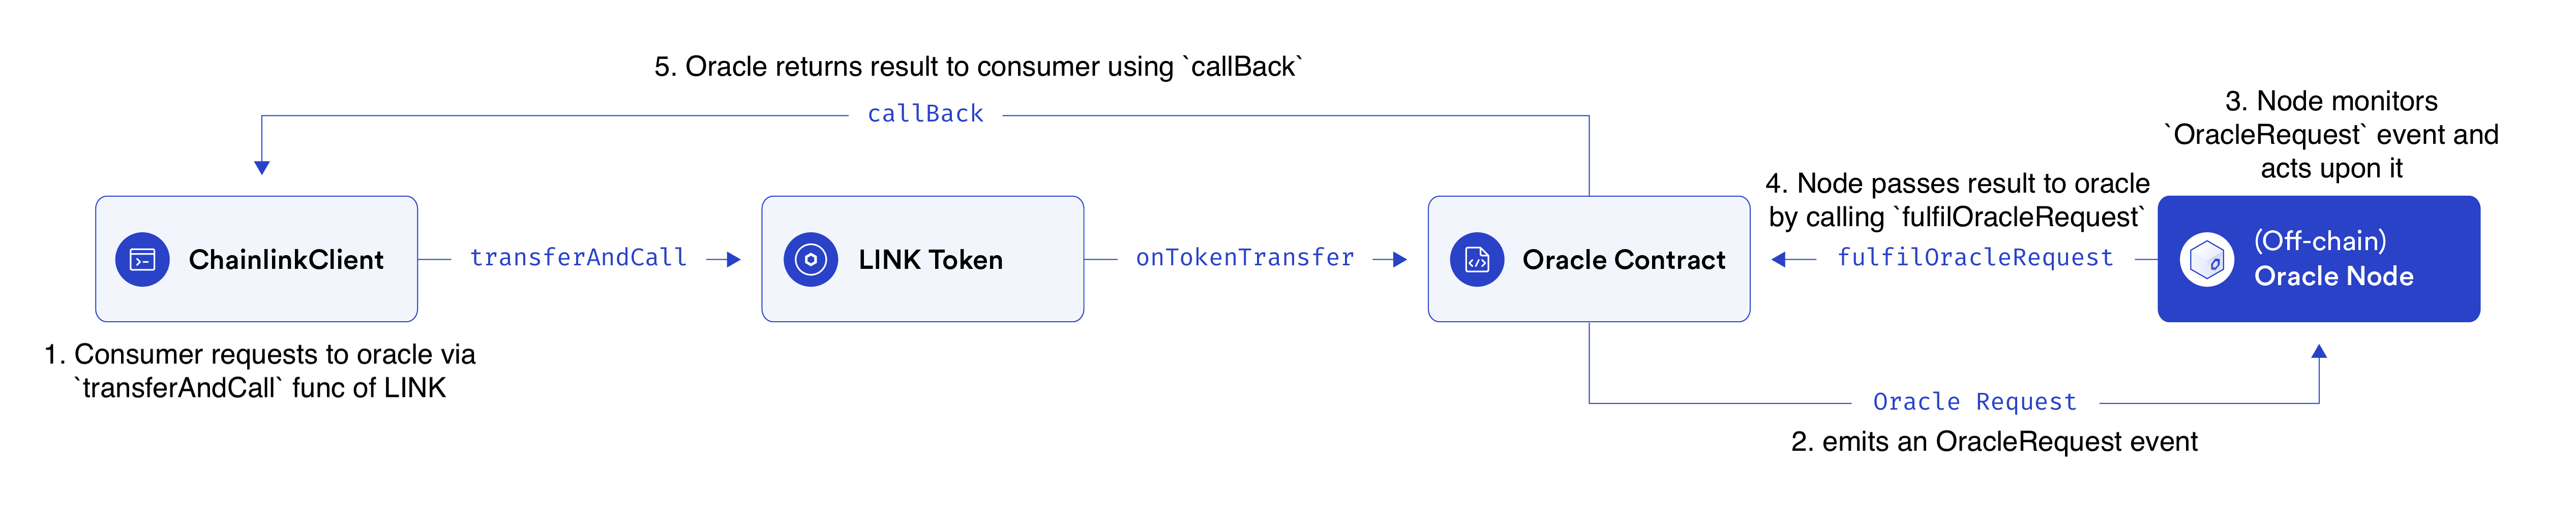 5. Oracle returns result to consumer using `callBack`
callBack
3. Node monitors
`OracleRequest` event and
acts upon it
4. Node passes result to oracle
by calling `fulfilOracleRequest`
ChainlinkClient
transferAndCall
LINK Token
onTokenTransfer
Oracle Contract
fulfilOracleRequest
(Off-chain)
Oracle Node
1. Consumer requests to oracle via
`transferAndCall` func of LINK
Oracle Request
2. emits an OracleRequest event